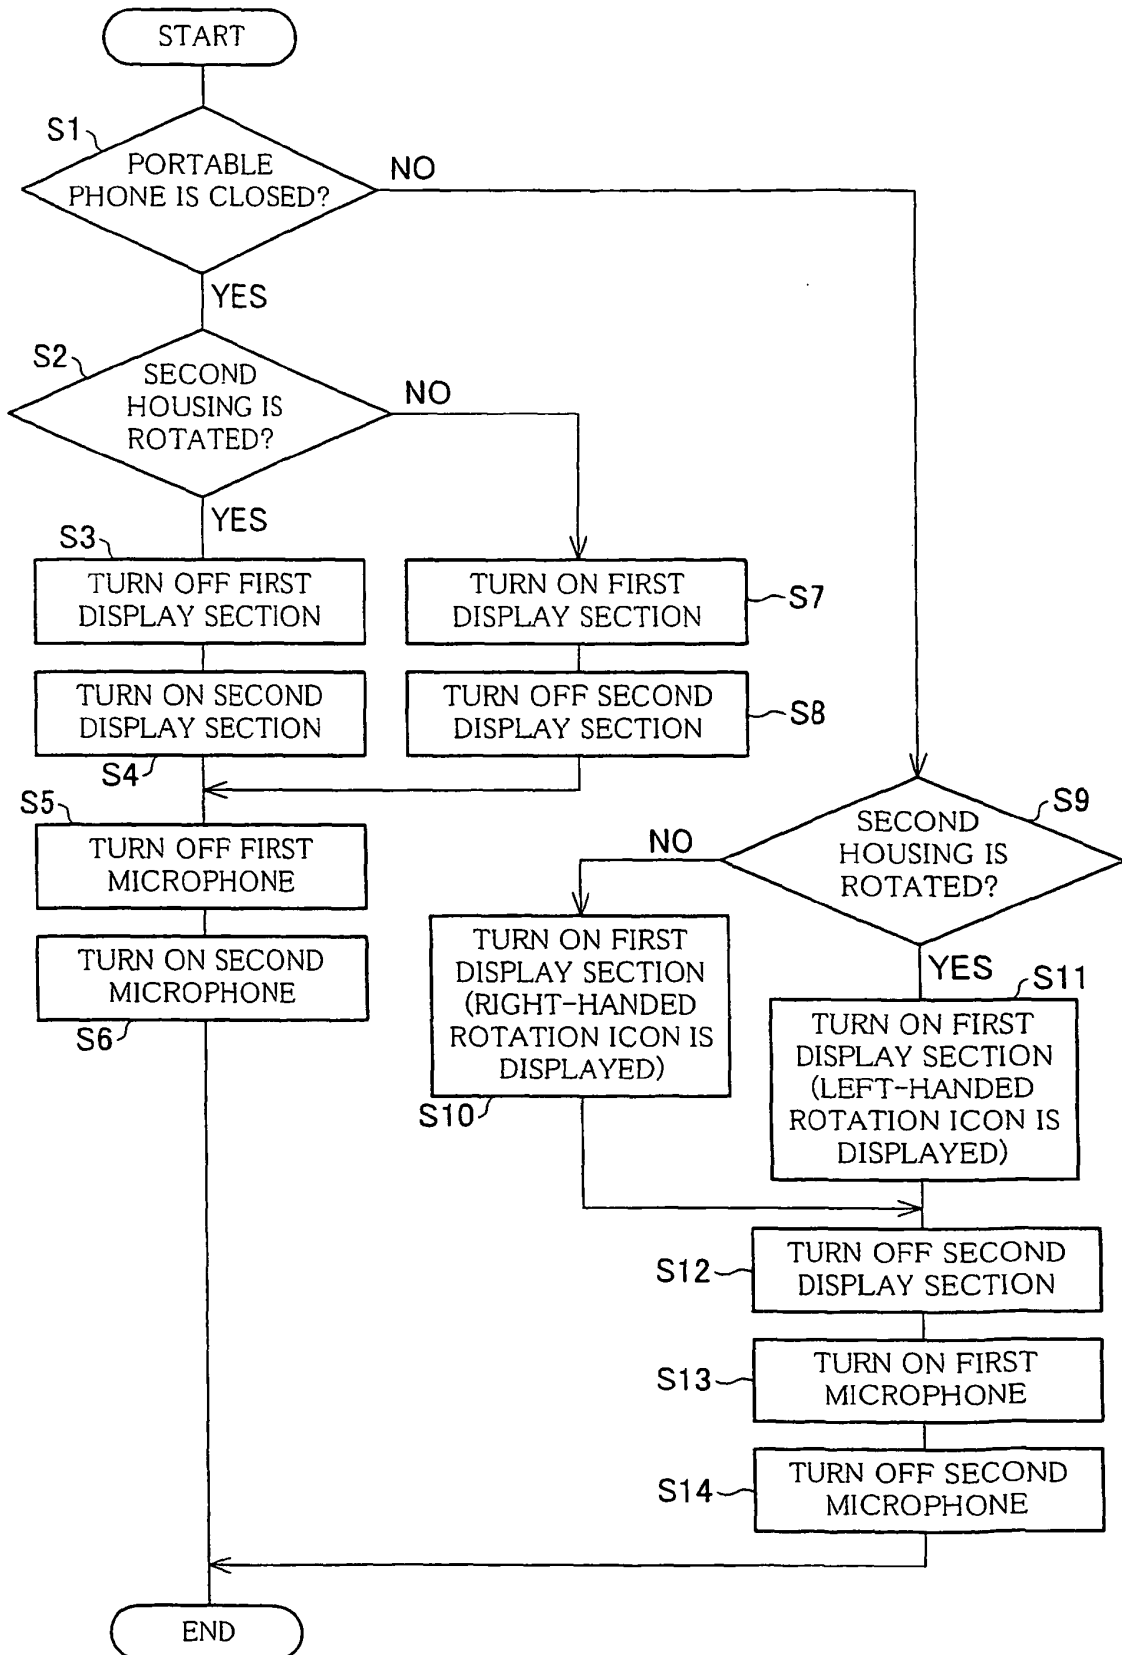 START
S1
PORTABLE
PHONE IS CLOSED?
NO
YES
S2
SECOND
HOUSING IS
ROTATED?
NO
YES
S3
TURN OFF FIRST
DISPLAY SECTION
TURN ON FIRST
DISPLAY SECTION
S7
TURN ON SECOND
DISPLAY SECTION
S4
TURN OFF SECOND
DISPLAY SECTION
S8
S5
TURN OFF FIRST
MICROPHONE
TURN ON SECOND
MICROPHONE
S6
S9
SECOND
HOUSING IS
ROTATED?
NO
YES
TURN ON FIRST
DISPLAY SECTION
(RIGHT-HANDED
ROTATION ICON IS
DISPLAYED)
S10
S11
TURN ON FIRST
DISPLAY SECTION
(LEFT-HANDED
ROTATION ICON IS
DISPLAYED)
S12
TURN OFF SECOND
DISPLAY SECTION
S13
TURN ON FIRST
MICROPHONE
S14
TURN OFF SECOND
MICROPHONE
END